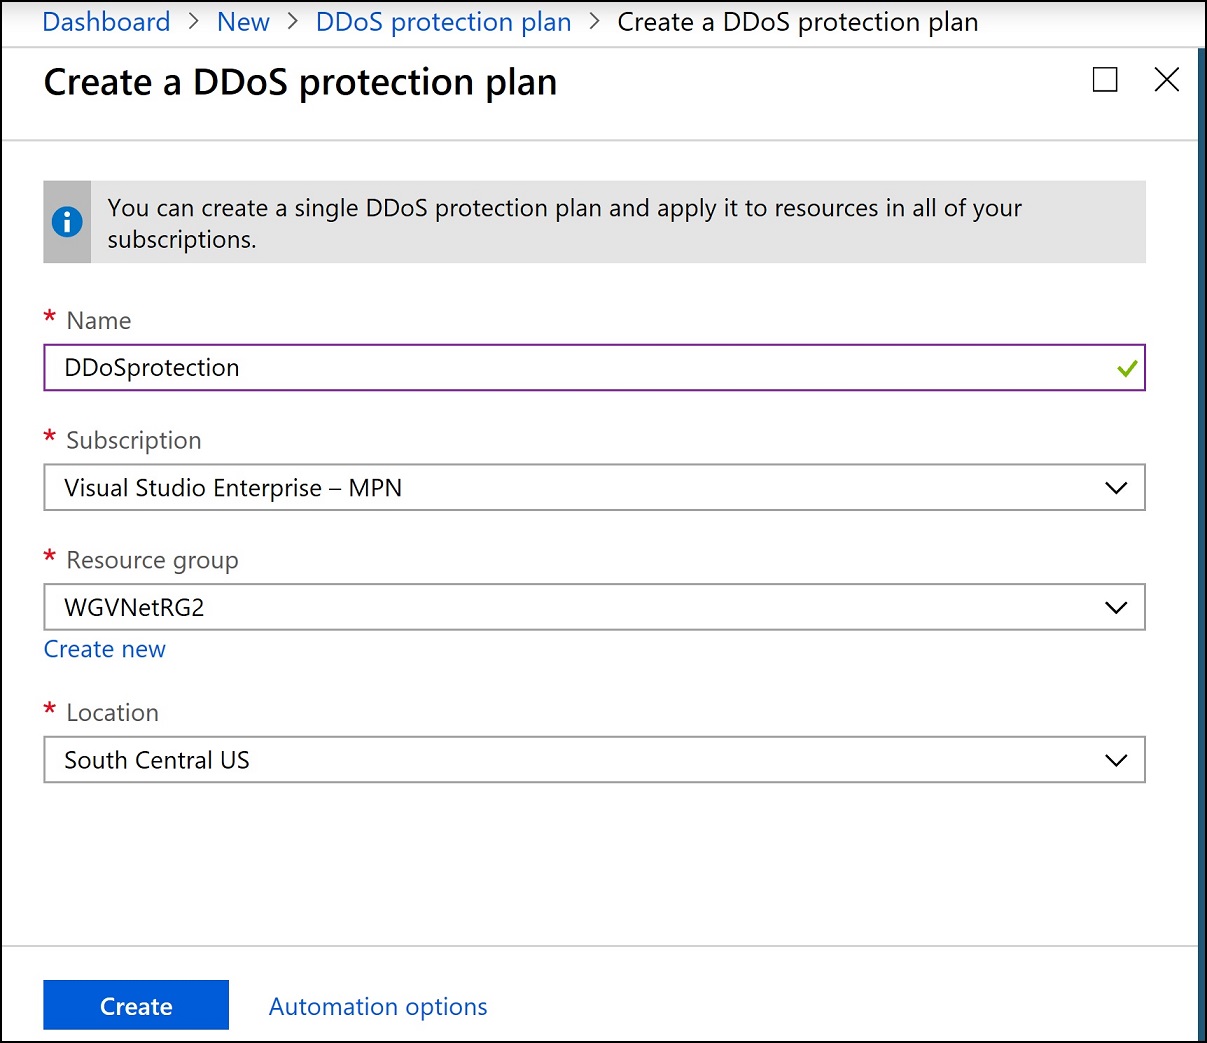 Dashboard > New > DDoS protection plan > Create a DDoS protection plan
Create a DDoS protection plan
You can create a single DDoS protection plan and apply it to resources in all of your
subscriptions.
* Name
DDoSprotection
* Subscription
Visual Studio Enterprise – MPN
* Resource group
WGVNetRG2
Create new
* Location
South Central US
Create Automation options